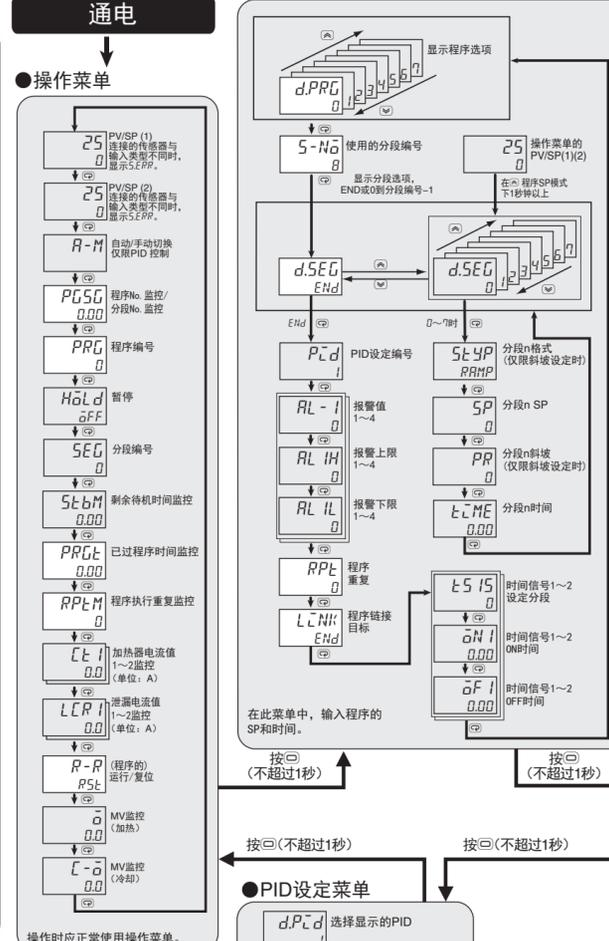 通电
●操作菜单
25
0
PV/SP (1)
连接的传感器与
输入类型不同时，
显示S.ERR。
25
0
PV/SP (2)
连接的传感器与
输入类型不同时，
显示S.ERR。
A-M
自动/手动切换
仅限PID 控制
PGSG
0.00
程序No. 监控/
分段No. 监控
PRG
0
程序编号
HoLd
oFF
暂停
SEG
0
分段编号
StbM
0.00
剩余待机时间监控
PRGt
0.00
已过程序时间监控
RPtM
0
程序执行重复监控
Ct1
0.0
加热器电流值
1～2监控
(单位: A)
LCR1
0.0
泄漏电流值
1～2监控
(单位: A)
R-R
RSt
(程序的)
运行/复位
o
0.0
MV监控
(加热)
C-o
0.0
MV监控
(冷却)
操作时应正常使用操作菜单。
d.PRG
0 1 2 3 4 5 6 7
显示程序选项
S-No
8
使用的分段编号
显示分段选项，
END或0到分段编号-1
25
0
操作菜单的
PV/SP(1)(2)
在 程序SP模式
下1秒钟以上
d.SEG
ENd
d.SEG
0 1 2 3 4 5 6 7
ENd
0～7时
Pid
1
PID设定编号
AL-1
0
报警值
1～4
AL1H
0
报警上限
1～4
AL1L
0
报警下限
1～4
RPt
0
程序
重复
LiNK
ENd
程序链接
目标
StYP
RAMP
分段n格式
(仅限斜坡设定时)
SP
0
分段n SP
PR
0
分段n斜坡
(仅限斜坡设定时)
tiME
0.00
分段n时间
tS1S
0
时间信号1～2
设定分段
oN1
0.00
时间信号1～2
ON时间
oF1
0.00
时间信号1～2
OFF时间
在此菜单中，输入程序的
SP和时间。
按
(不超过1秒)
按
(不超过1秒)
按 (不超过1秒)
按 (不超过1秒)
●PID设定菜单
d.Pid
选择显示的PID